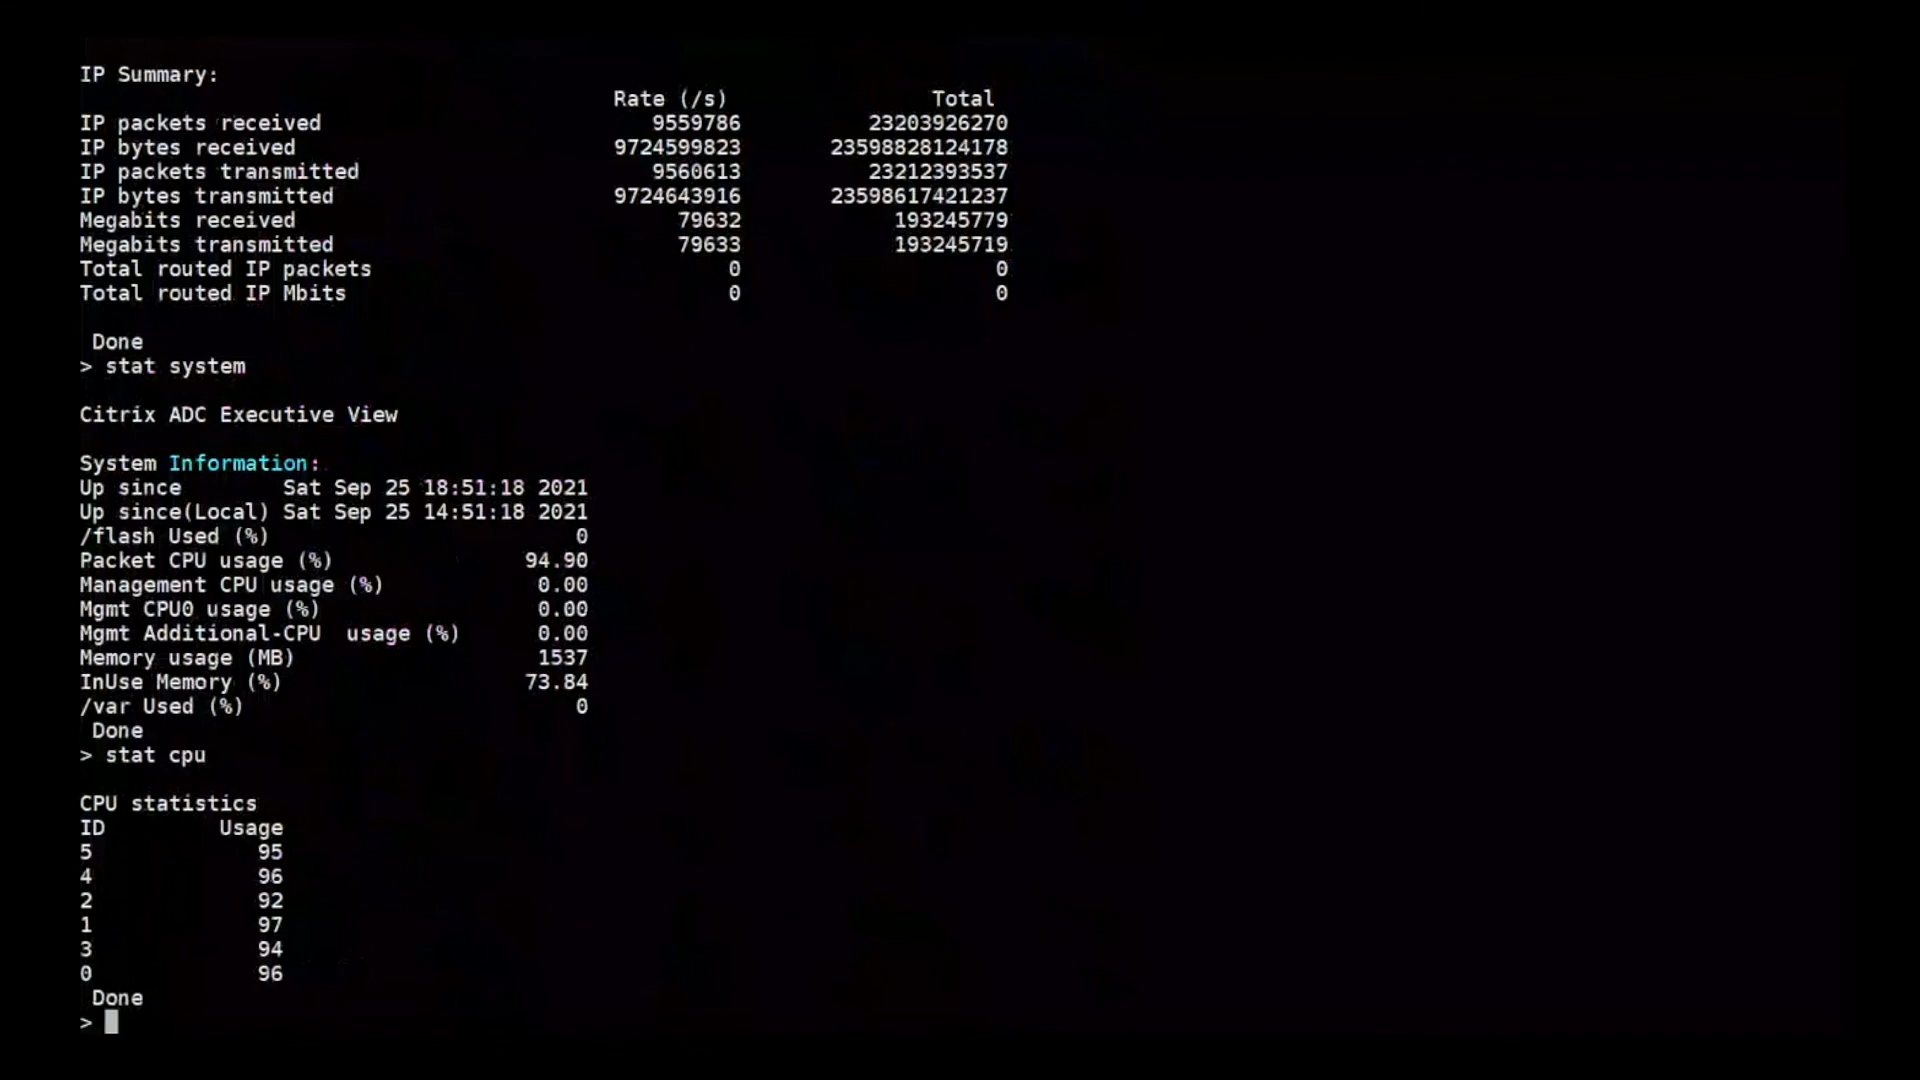 IP Summary:
Rate (/s) Total
IP packets received 9559786 23203926270
IP bytes received 9724599823 23598828124178
IP packets transmitted 9560613 23212393537
IP bytes transmitted 9724643916 23598617421237
Megabits received 79632 193245779
Megabits transmitted 79633 193245719
Total routed IP packets 0 0
Total routed IP Mbits 0 0
Done
> stat system
Citrix ADC Executive View
System Information:
Up since Sat Sep 25 18:51:18 2021
Up since(Local) Sat Sep 25 14:51:18 2021
/flash Used (%) 0
Packet CPU usage (%) 94.90
Management CPU usage (%) 0.00
Mgmt CPU0 usage (%) 0.00
Mgmt Additional-CPU  usage (%) 0.00
Memory usage (MB) 1537
InUse Memory (%) 73.84
/var Used (%) 0
Done
> stat cpu
CPU statistics
ID Usage
5 95
4 96
2 92
1 97
3 94
0 96
Done
>